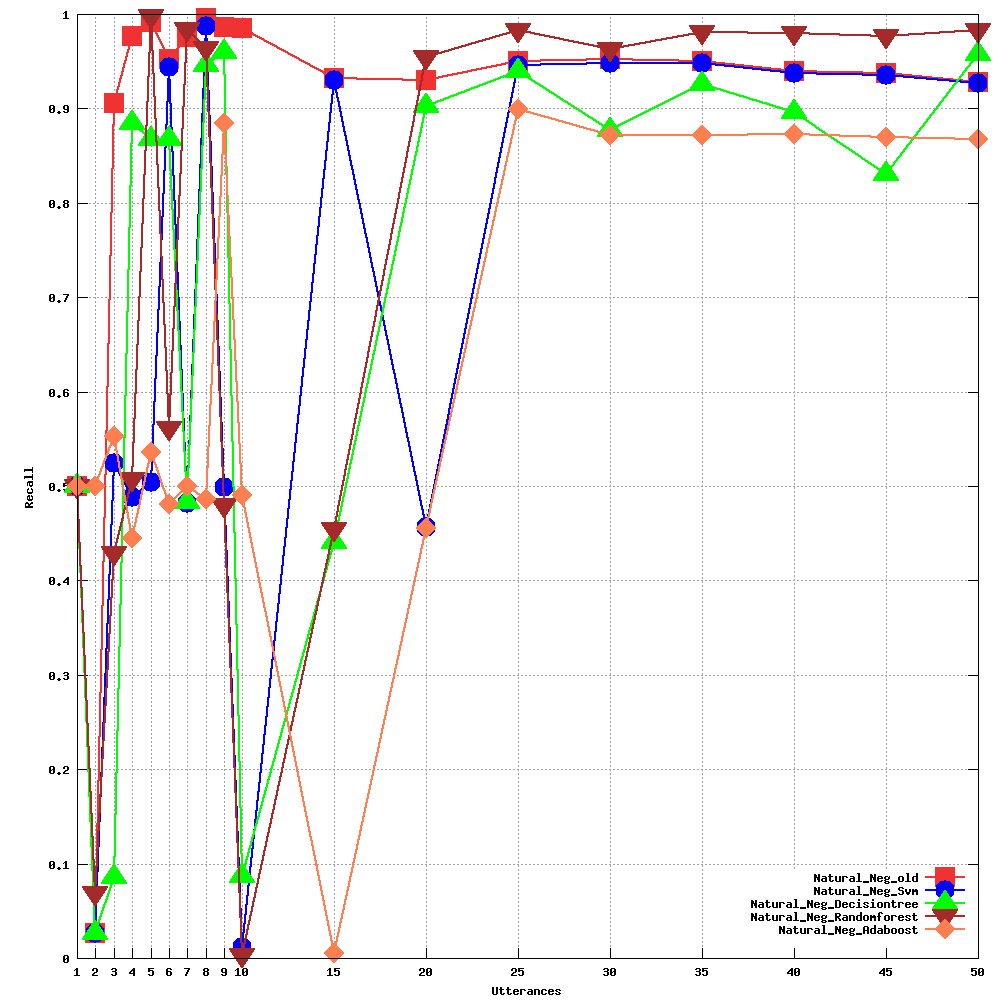 1
0.9
0.8
0.7
0.6
0.5
0.4
0.3
0.2
0.1
0
Recall
1 2 3 4 5 6 7 8 9 10 15 20 25 30 35 40 45 50
Utterances
Natural_Neg_old
Natural_Neg_Svm
Natural_Neg_Decisiontree
Natural_Neg_Randomforest
Natural_Neg_Adaboost